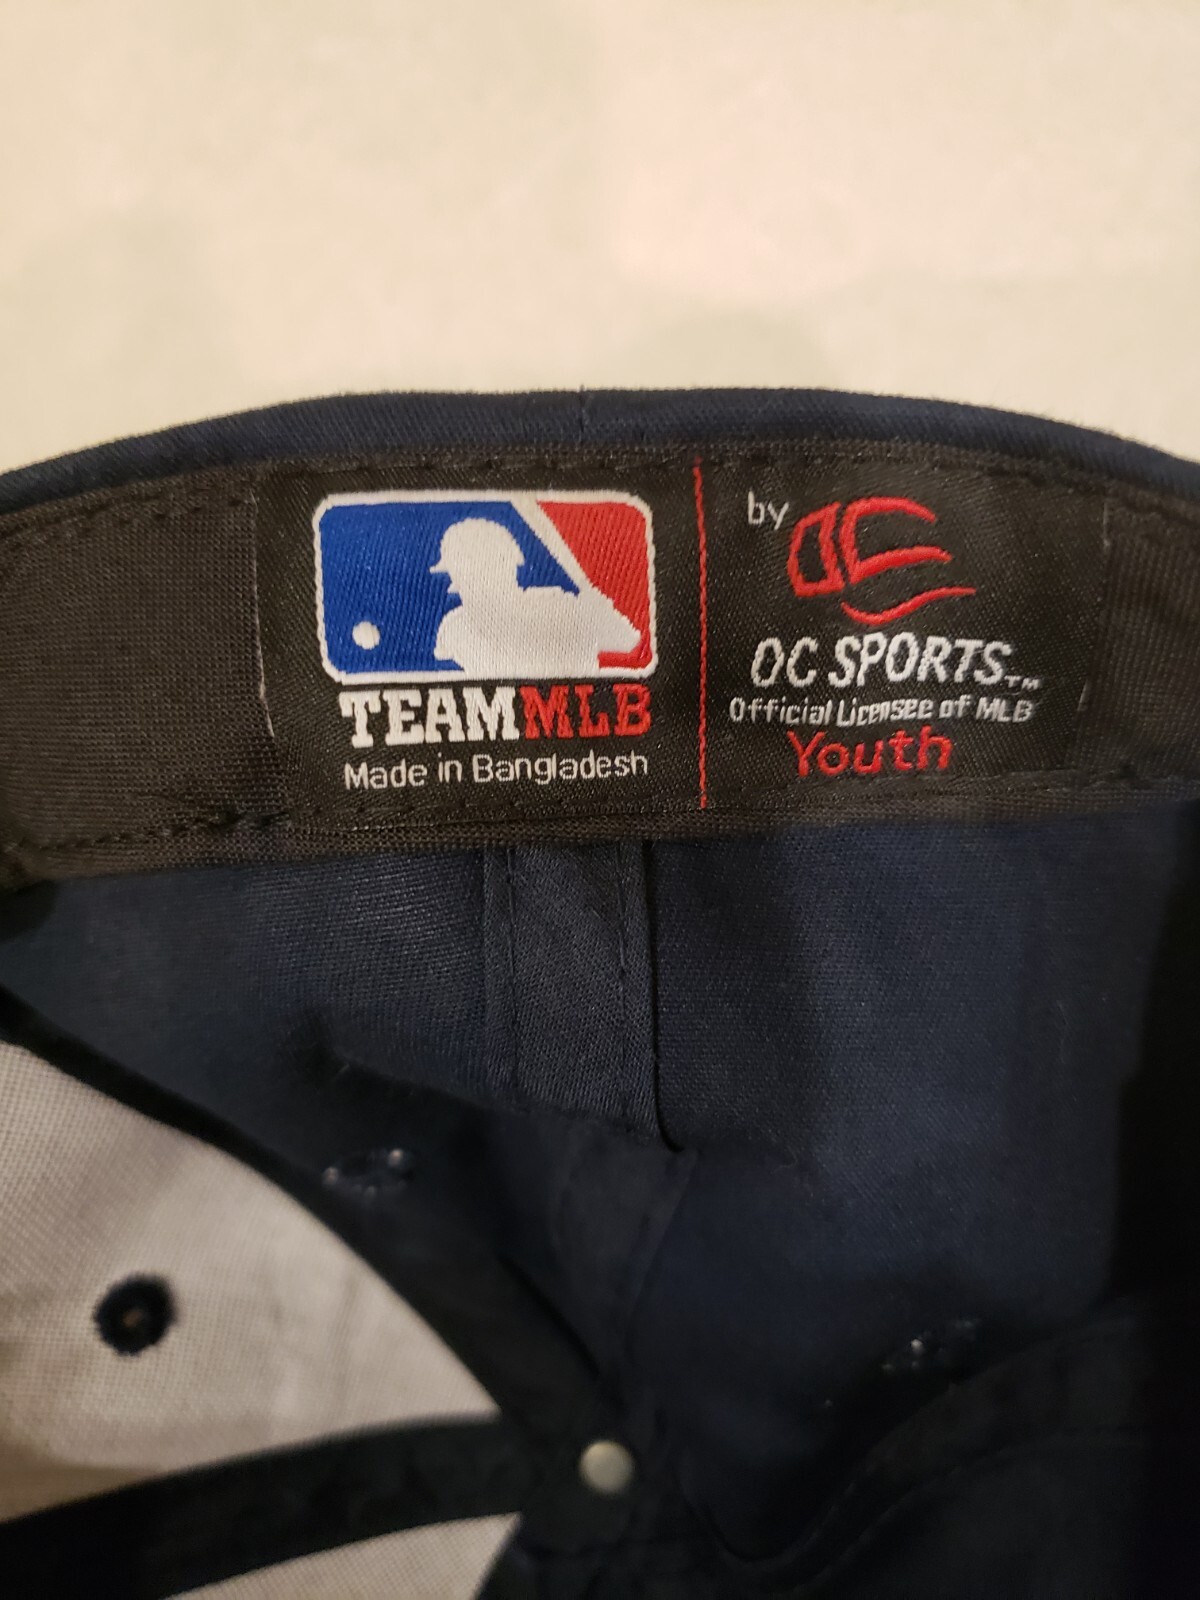 TEAMMLB
Made in Bangladesh
by
OC SPORTS™
Official Licensee of MLB
Youth